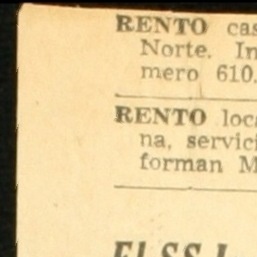 RENTO cas
Norte. In
mero 610.
RENTO loca
na, servici
forman M